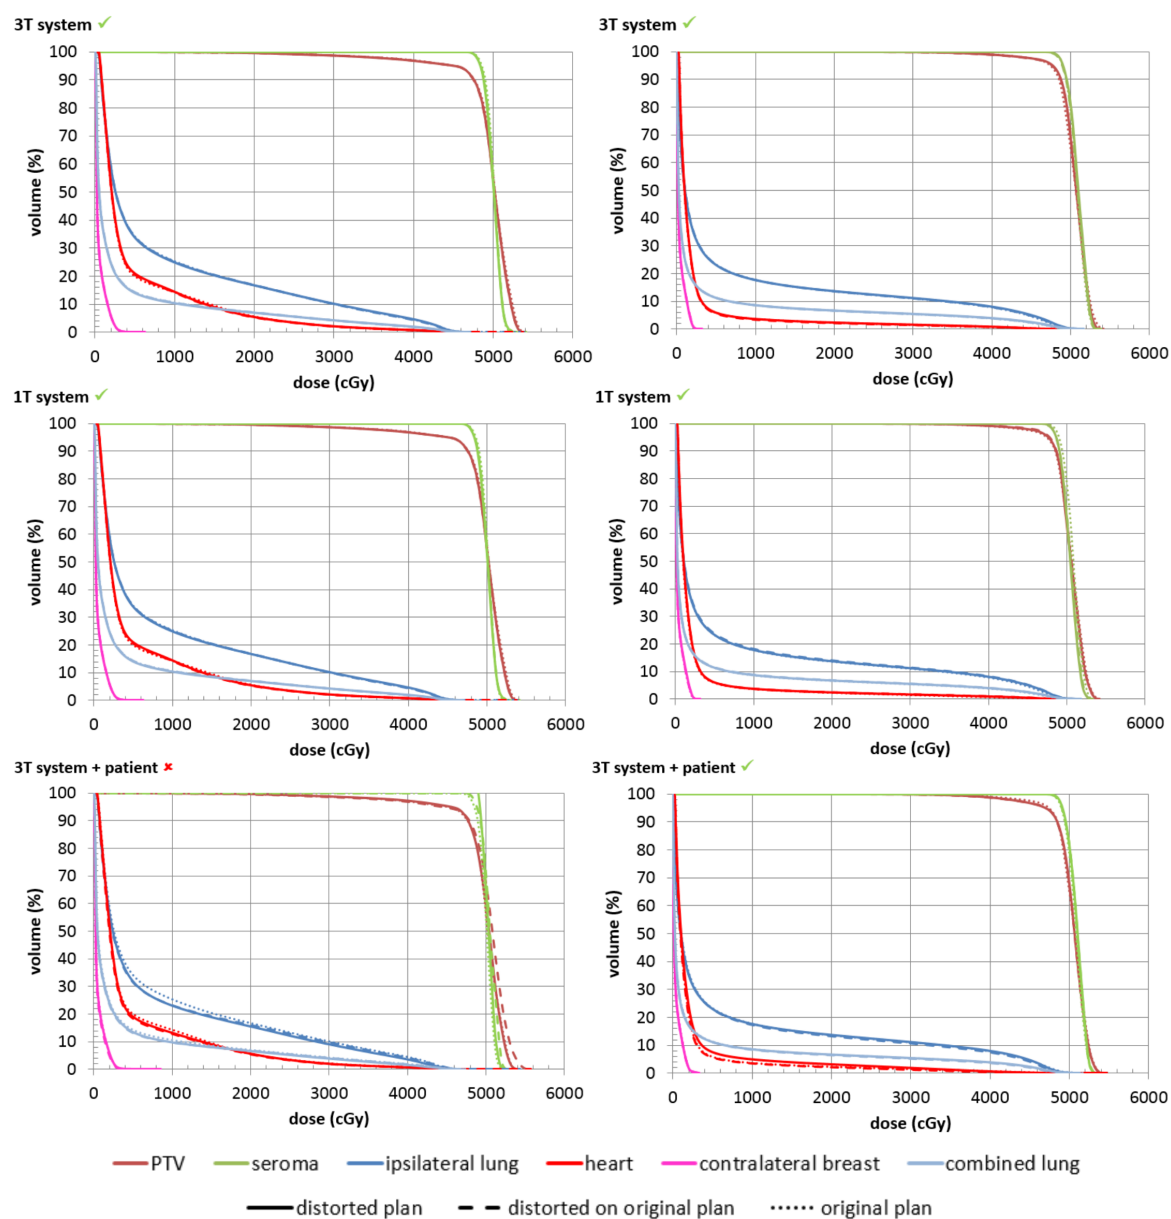 3T system ✓
3T system ✓
100
90
80
70
60
50
40
30
20
10
0
volume (%)
0 1000 2000 3000 4000 5000 6000
dose (cGy)
100
90
80
70
60
50
40
30
20
10
0
volume (%)
0 1000 2000 3000 4000 5000 6000
dose (cGy)
1T system ✓
1T system ✓
100
90
80
70
60
50
40
30
20
10
0
volume (%)
0 1000 2000 3000 4000 5000 6000
dose (cGy)
100
90
80
70
60
50
40
30
20
10
0
volume (%)
0 1000 2000 3000 4000 5000 6000
dose (cGy)
3T system + patient ✘
3T system + patient ✓
100
90
80
70
60
50
40
30
20
10
0
volume (%)
0 1000 2000 3000 4000 5000 6000
dose (cGy)
100
90
80
70
60
50
40
30
20
10
0
volume (%)
0 1000 2000 3000 4000 5000 6000
dose (cGy)
PTV seroma ipsilateral lung heart contralateral breast combined lung
distorted plan distorted on original plan original plan